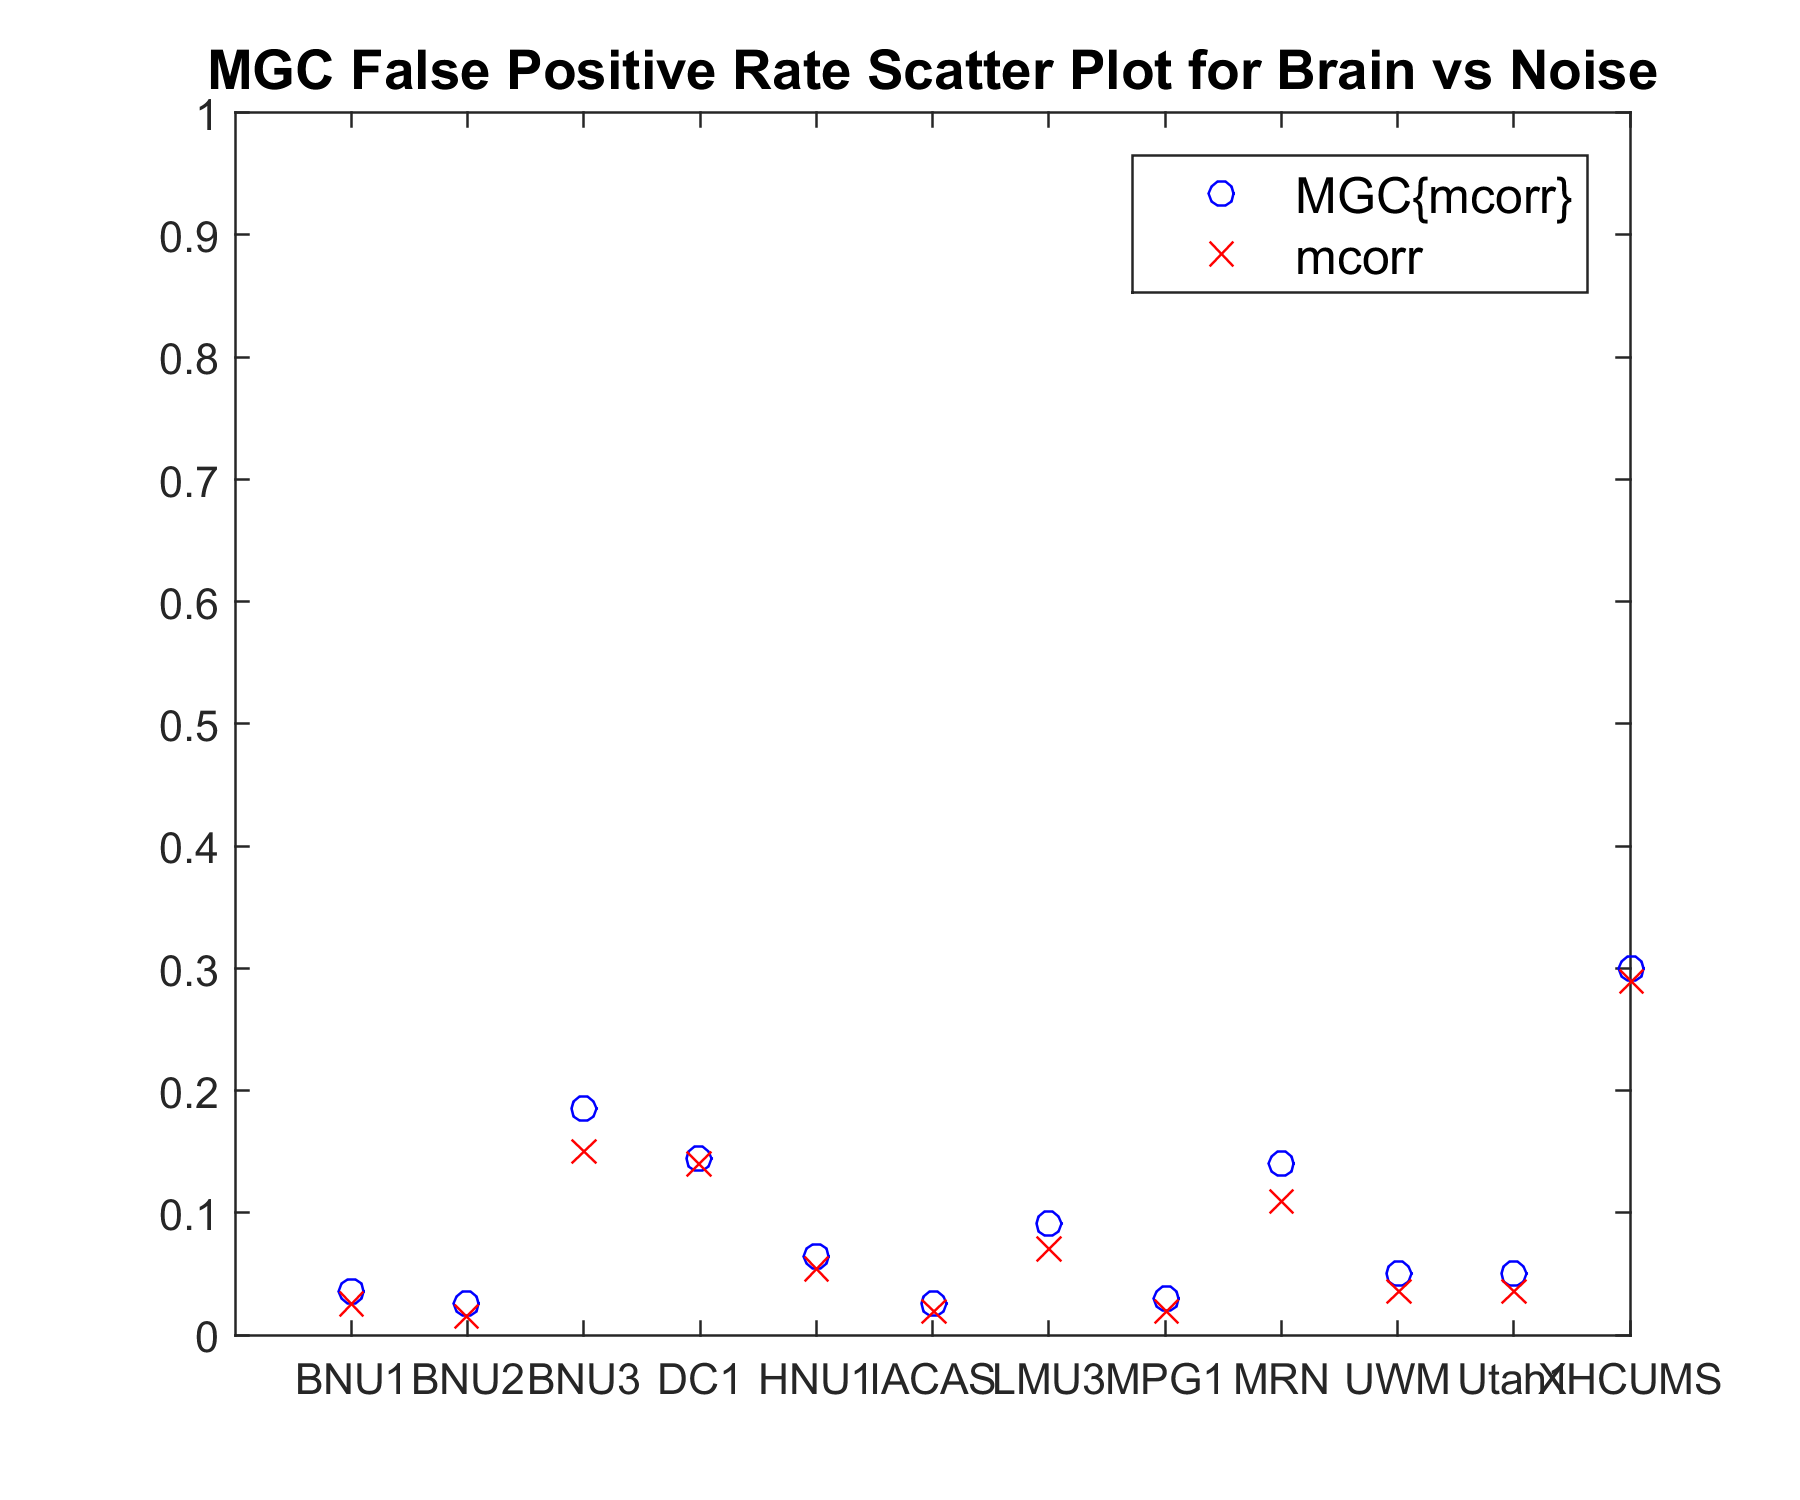 MGC False Positive Rate Scatter Plot for Brain vs Noise
1
MGC{mcorr}
0.9
mcorr
0.8
0.7
0.6
0.5
0.4
0.3
0.2
0.1
0
BNU1 BNU2 BNU3 DC1 HNU1 IACAS LMU3 MPG1 MRN UWM Utah1 XHCUMS